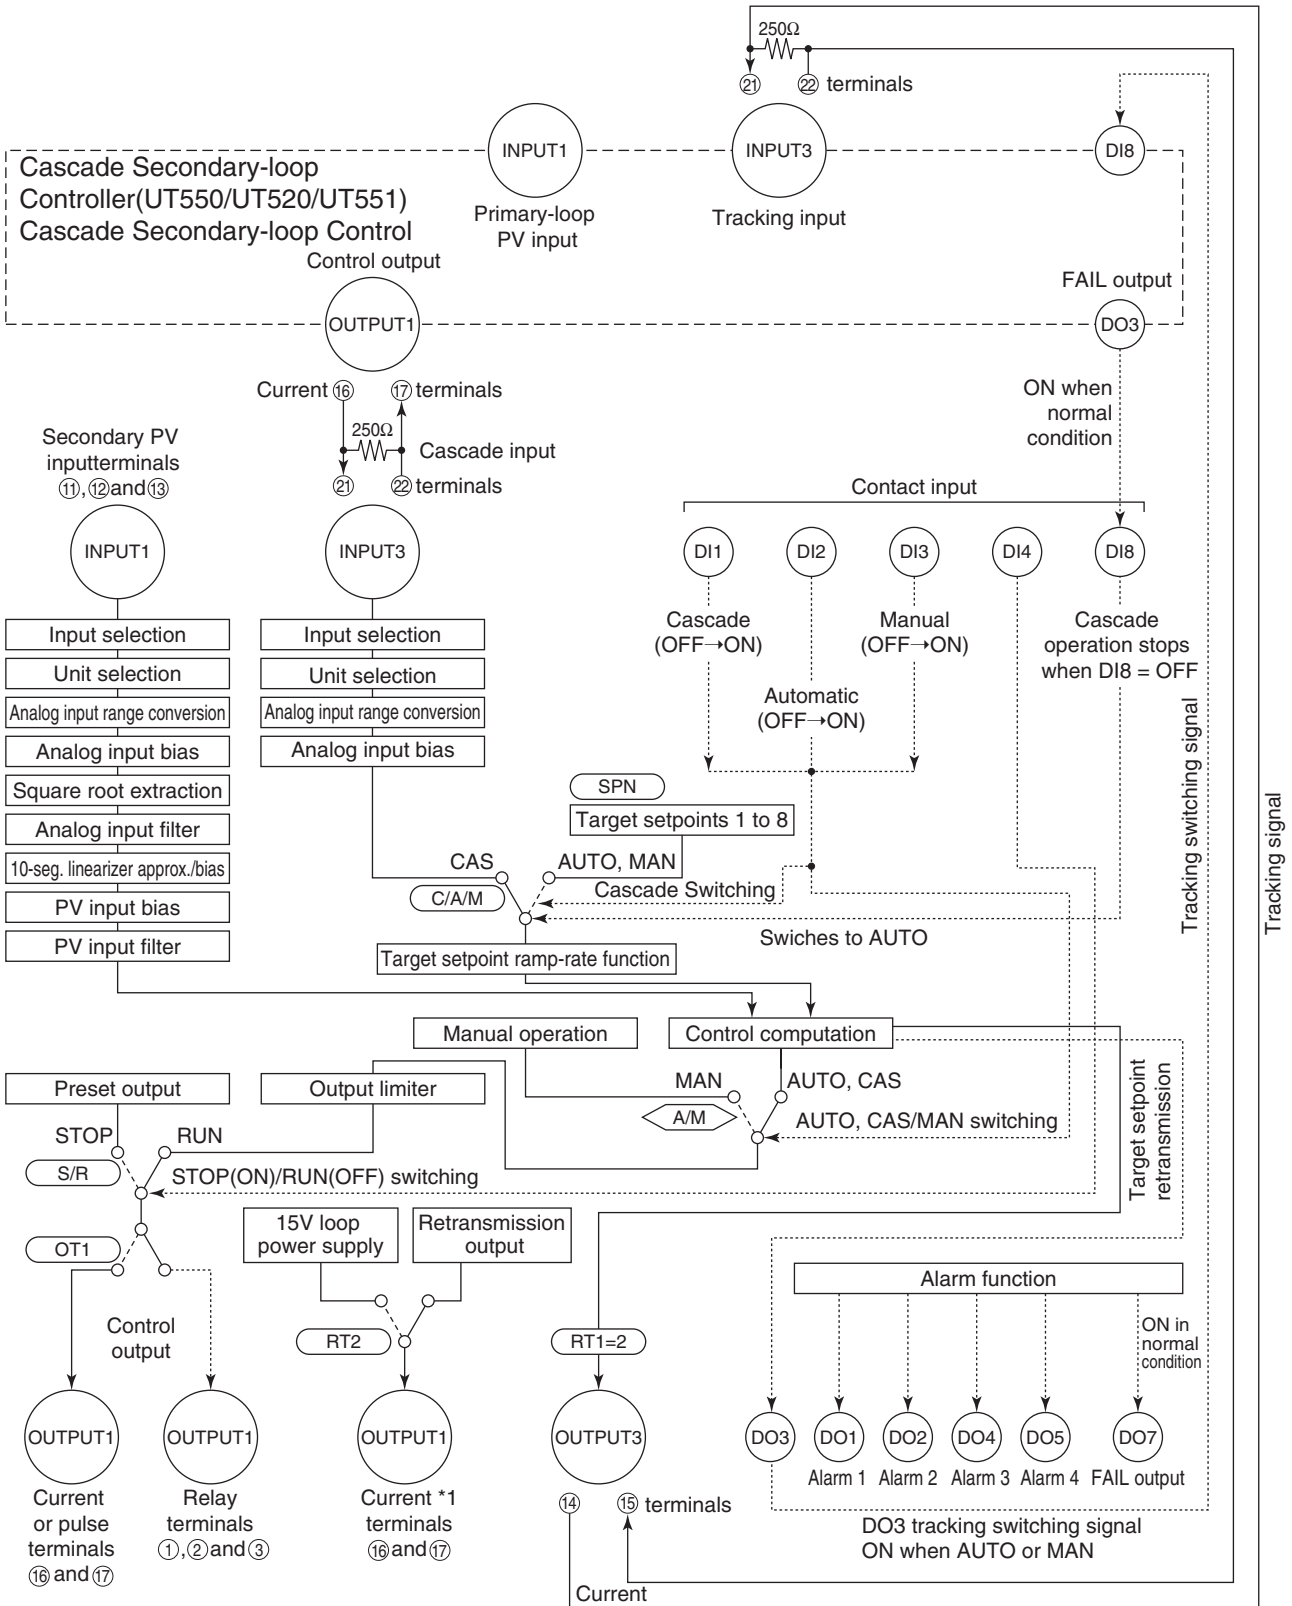 250Ω
㉑ ㉒ terminals
INPUT1
INPUT3
DI8
Cascade Secondary-loop
Controller(UT550/UT520/UT551)
Cascade Secondary-loop Control
Primary-loop
PV input
Tracking input
Control output
OUTPUT1
FAIL output
DO3
Current ⑯ ⑰ terminals
250Ω
Cascade input
㉑ ㉒ terminals
ON when
normal
condition
Secondary PV
inputterminals
⑪,⑫and⑬
Contact input
INPUT1
INPUT3
DI1
DI2
DI3
DI4
DI8
Cascade
(OFF→ON)
Manual
(OFF→ON)
Cascade
operation stops
when DI8 = OFF
Automatic
(OFF→ON)
Input selection
Unit selection
Analog input range conversion
Analog input bias
Square root extraction
Analog input filter
10-seg. linearizer approx./bias
PV input bias
PV input filter
Input selection
Unit selection
Analog input range conversion
Analog input bias
SPN
Target setpoints 1 to 8
CAS
AUTO, MAN
C/A/M
Cascade Switching
Swiches to AUTO
Tracking switching signal
Tracking signal
Target setpoint ramp-rate function
Manual operation
Control computation
Preset output
Output limiter
MAN
AUTO, CAS
A/M
AUTO, CAS/MAN switching
Target setpoint
retransmission
STOP
RUN
S/R
STOP(ON)/RUN(OFF) switching
OT1
15V loop
power supply
Retransmission
output
Control
output
RT2
RT1=2
Alarm function
ON in
normal
condition
OUTPUT1
OUTPUT1
OUTPUT1
OUTPUT3
DO3
DO1
DO2
DO4
DO5
DO7
Alarm 1
Alarm 2
Alarm 3
Alarm 4
FAIL output
Current
or pulse
terminals
⑯ and ⑰
Relay
terminals
①,②and③
Current *1
terminals
⑯and⑰
⑭ ⑮ terminals
DO3 tracking switching signal
ON when AUTO or MAN
Current